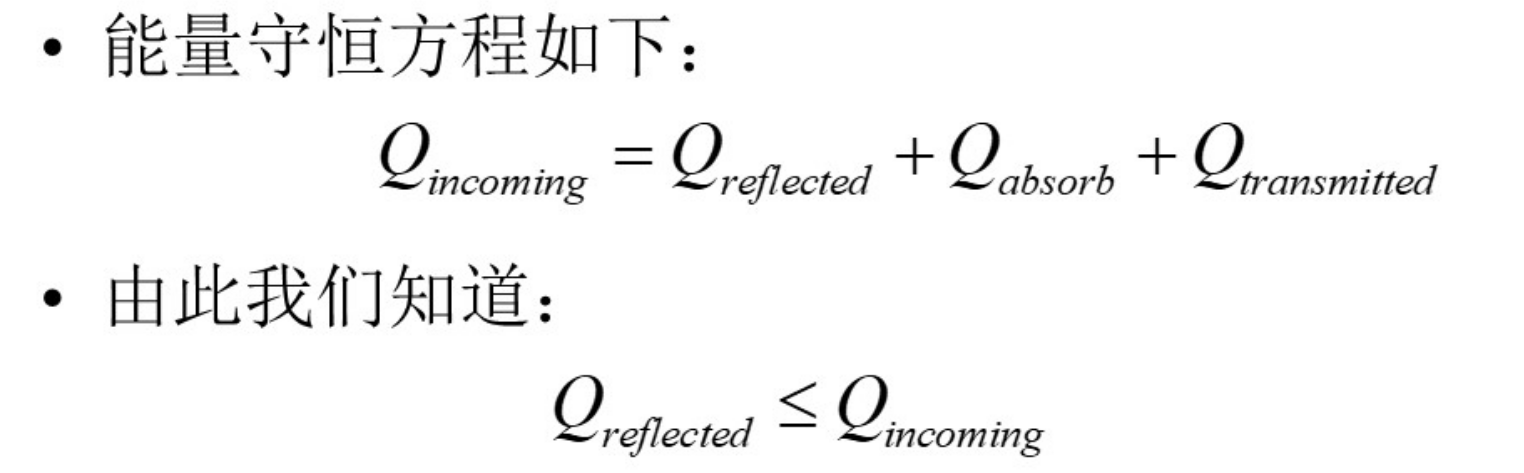 • 能量守恒方程如下：
Q_incoming = Q_reflected + Q_absorb + Q_transmitted
• 由此我们知道：
Q_reflected ≤ Q_incoming